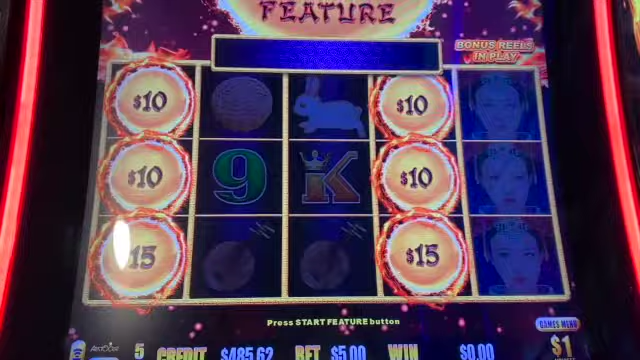 FEATURE
BONUS REELS
IN PLAY
$10
$10
$10
9
K
$10
$15
$15
Press START FEATURE button
GAMES MENU
5 CREDIT $485.62 BET $5.00 WIN $0.00 $1